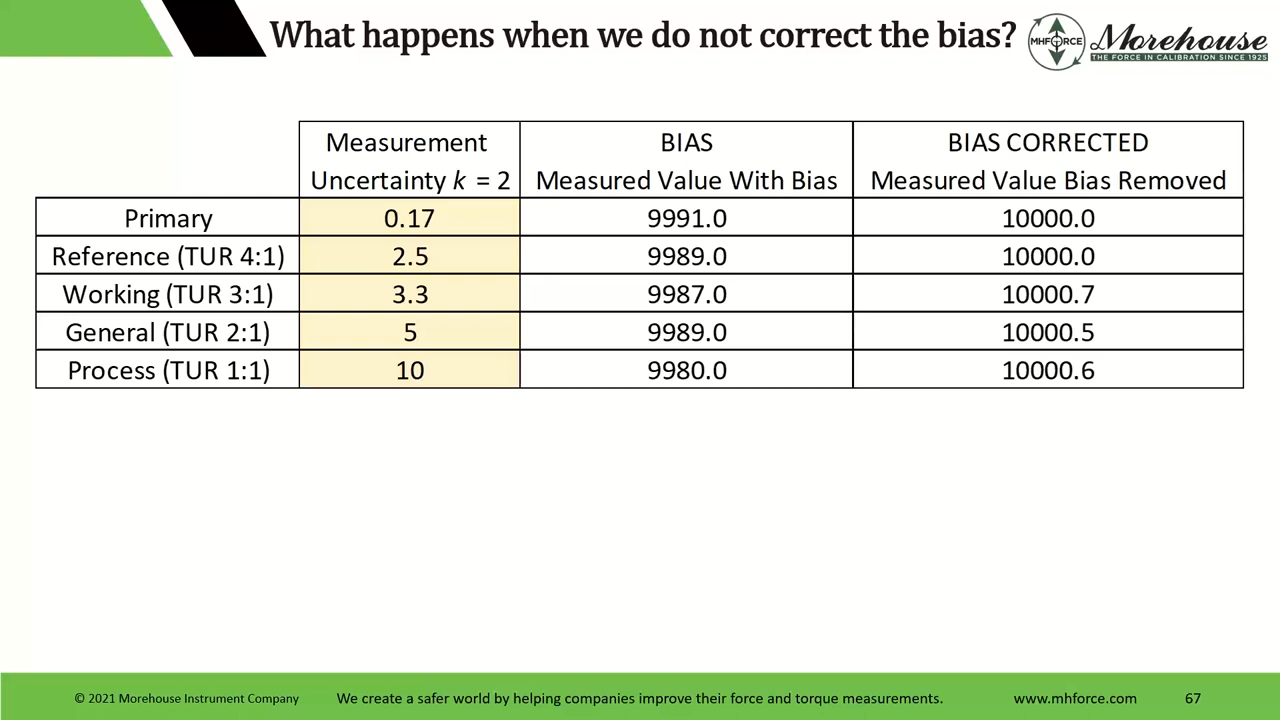 What happens when we do not correct the bias?
MHFORCE
Morehouse
THE FORCE IN CALIBRATION SINCE 1925
Measurement Uncertainty k = 2 BIAS Measured Value With Bias BIAS CORRECTED Measured Value Bias Removed
Primary 0.17 9991.0 10000.0
Reference (TUR 4:1) 2.5 9989.0 10000.0
Working (TUR 3:1) 3.3 9987.0 10000.7
General (TUR 2:1) 5 9989.0 10000.5
Process (TUR 1:1) 10 9980.0 10000.6
© 2021 Morehouse Instrument Company We create a safer world by helping companies improve their force and torque measurements. www.mhforce.com 67